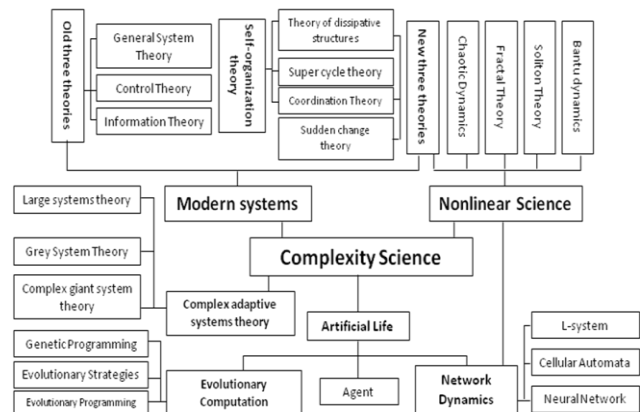 Old three theories
General System
Theory
Control Theory
Information Theory
Self-organization
theory
Theory of dissipative
structures
Super cycle theory
Coordination Theory
Sudden change
theory
New three theories
Chaotic Dynamics
Fractal Theory
Soliton Theory
Bantu dynamics
Modern systems
Nonlinear Science
Large systems theory
Grey System Theory
Complex giant system
theory
Complexity Science
Complex adaptive
systems theory
Artificial Life
Genetic Programming
Evolutionary Strategies
Evolutionary Programming
Evolutionary
Computation
Agent
Network
Dynamics
L-system
Cellular Automata
Neural Network